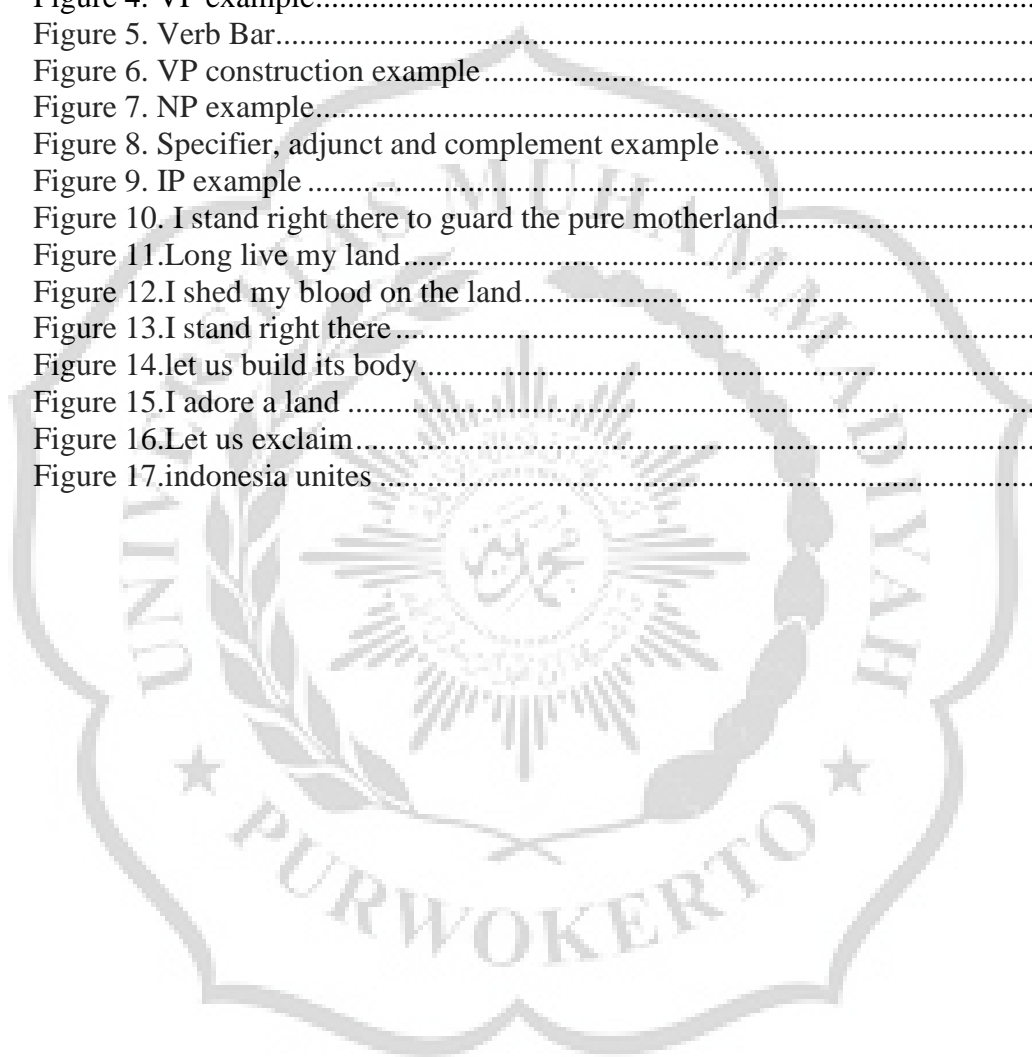 Figure 4. VP example................................................................................
Figure 5. Verb Bar................................................................................
Figure 6. VP construction example................................................................................
Figure 7. NP example................................................................................
Figure 8. Specifier, adjunct and complement example................................................................................
Figure 9. IP example................................................................................
Figure 10. I stand right there to guard the pure motherland................................................................................
Figure 11.Long live my land................................................................................
Figure 12.I shed my blood on the land................................................................................
Figure 13.I stand right there................................................................................
Figure 14.let us build its body................................................................................
Figure 15.I adore a land................................................................................
Figure 16.Let us exclaim................................................................................
Figure 17.indonesia unites................................................................................
UNIVERSITAS MUHAMMADIYAH
PURWOKERTO